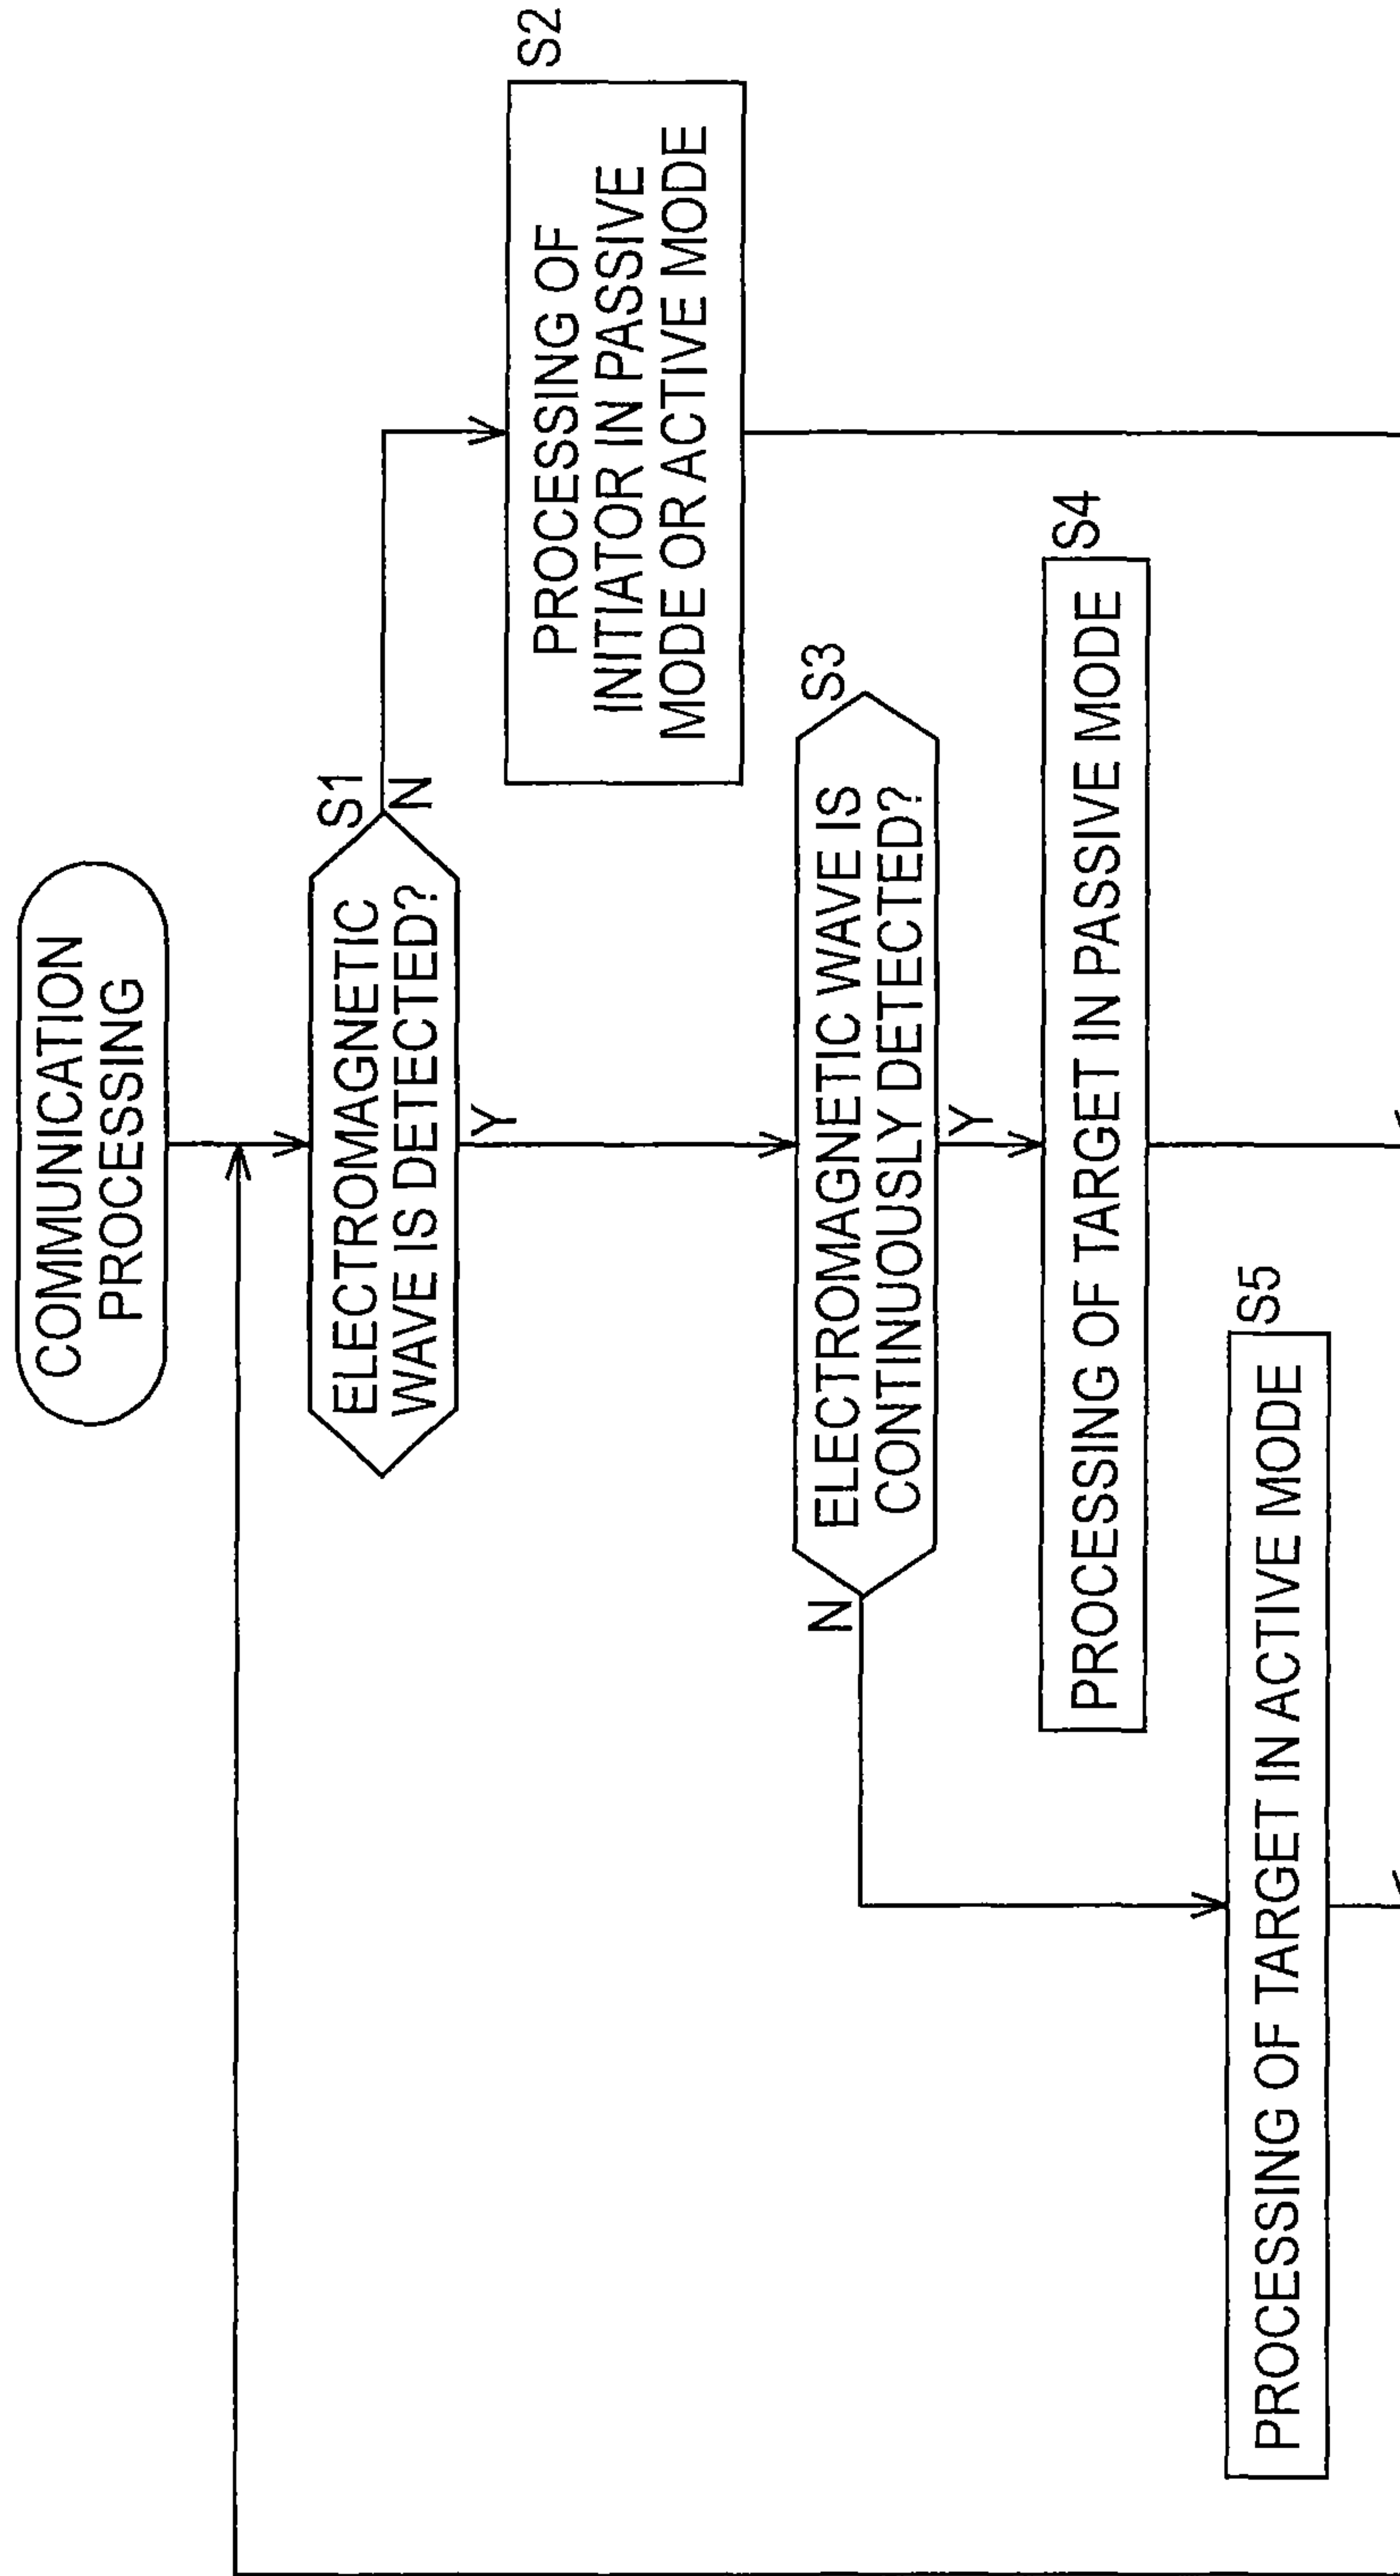 COMMUNICATION
PROCESSING
S1
ELECTROMAGNETIC
WAVE IS DETECTED?
N
Y
S2
PROCESSING OF
INITIATOR IN PASSIVE
MODE OR ACTIVE MODE
S3
ELECTROMAGNETIC WAVE IS
CONTINUOUSLY DETECTED?
N
Y
S4
PROCESSING OF TARGET IN PASSIVE MODE
S5
PROCESSING OF TARGET IN ACTIVE MODE